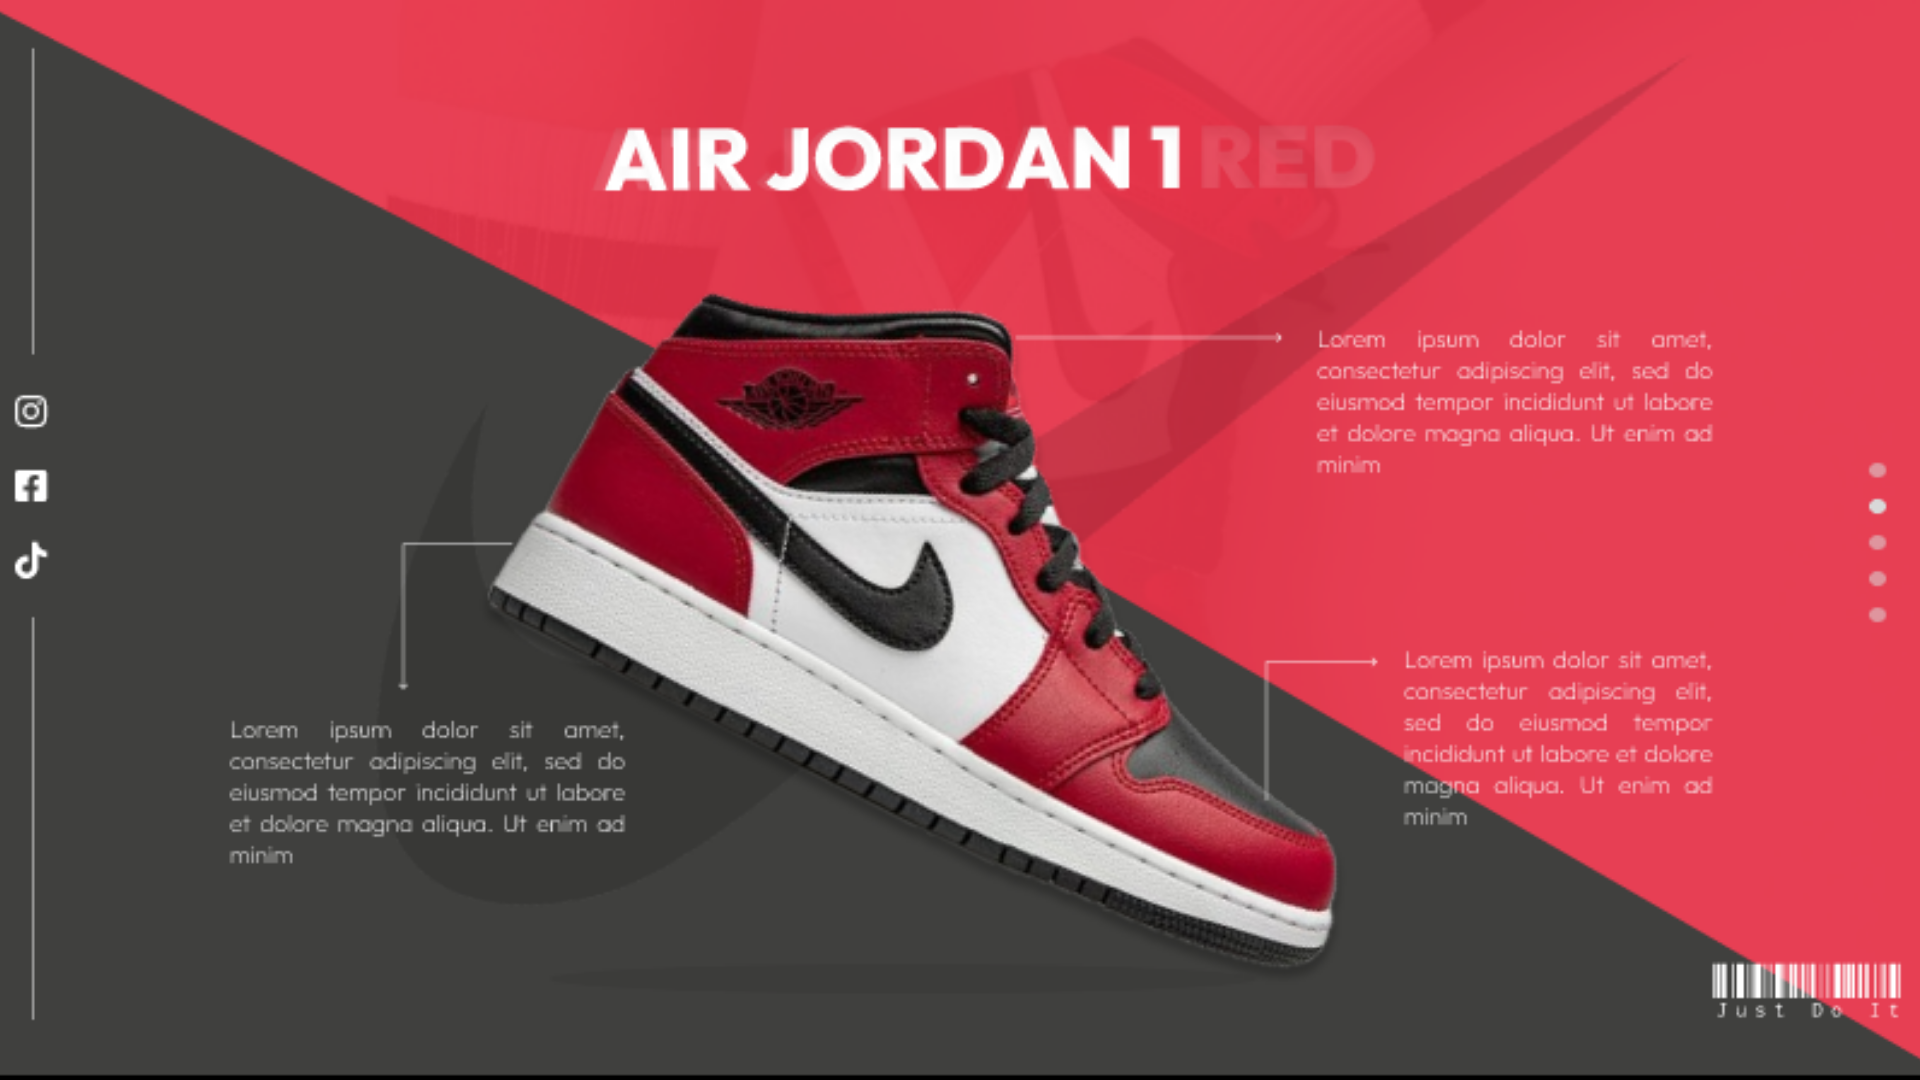 AIR JORDAN 1 RED
Lorem ipsum dolor sit amet,
consectetur adipiscing elit, sed do
eiusmod tempor incididunt ut labore
et dolore magna aliqua. Ut enim ad
minim
Lorem ipsum dolor sit amet,
consectetur adipiscing elit,
sed do eiusmod tempor
incididunt ut labore et dolore
magna aliqua. Ut enim ad
minim
Lorem ipsum dolor sit amet,
consectetur adipiscing elit, sed do
eiusmod tempor incididunt ut labore
et dolore magna aliqua. Ut enim ad
minim
Just Do It